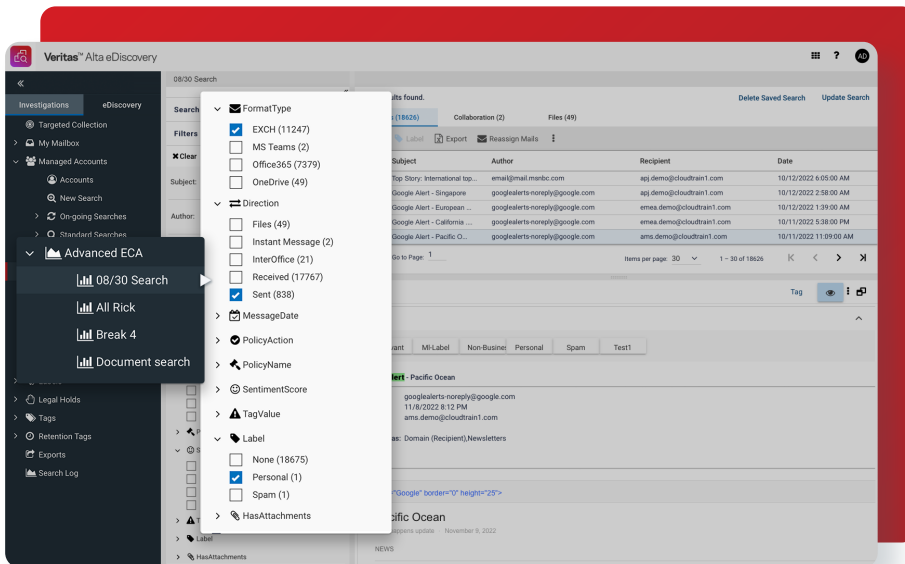 Veritas™ Alta eDiscovery
?
AD
«
Investigations
eDiscovery
Targeted Collection
My Mailbox
Managed Accounts
Accounts
New Search
On-going Searches
Standard Searches
Advanced ECA
08/30 Search
All Rick
Break 4
Document search
Legal Holds
Tags
Retention Tags
Exports
Search Log
08/30 Search
Search
Filters
Clear
Subject:
Author:
Label
HasAttachments
FormatType
EXCH (11247)
MS Teams (2)
Office365 (7379)
OneDrive (49)
Direction
Files (49)
Instant Message (2)
InterOffice (21)
Received (17767)
Sent (838)
MessageDate
PolicyAction
PolicyName
SentimentScore
TagValue
Label
None (18675)
Personal (1)
Spam (1)
HasAttachments
found.
Delete Saved Search
Update Search
(18626)
Collaboration (2)
Files (49)
Label
Export
Reassign Mails
Subject Author Recipient Date
Top Story: International top... email@mail.msnbc.com apj.demo@cloudtrain1.com 10/12/2022 6:05:00 AM
Google Alert - Singapore googlealerts-noreply@google.com apj.demo@cloudtrain1.com 10/12/2022 2:58:00 AM
Google Alert - European ... googlealerts-noreply@google.com emea.demo@cloudtrain1.com 10/12/2022 1:39:00 AM
Google Alert - California ... googlealerts-noreply@google.com emea.demo@cloudtrain1.com 10/11/2022 5:38:00 PM
Google Alert - Pacific O... googlealerts-noreply@google.com ams.demo@cloudtrain1.com 10/11/2022 11:09:00 AM
Go to Page: 1
Items per page: 30
1 – 30 of 18626
Tag
MI-Label
Non-Busines
Personal
Spam
Test1
- Pacific Ocean
googlealerts-noreply@google.com
11/8/2022 8:12 PM
ams.demo@cloudtrain1.com
as: Domain (Recipient),Newsletters
="Google" border="0" height="25">
cific Ocean
happens update · November 8, 2022
NEWS